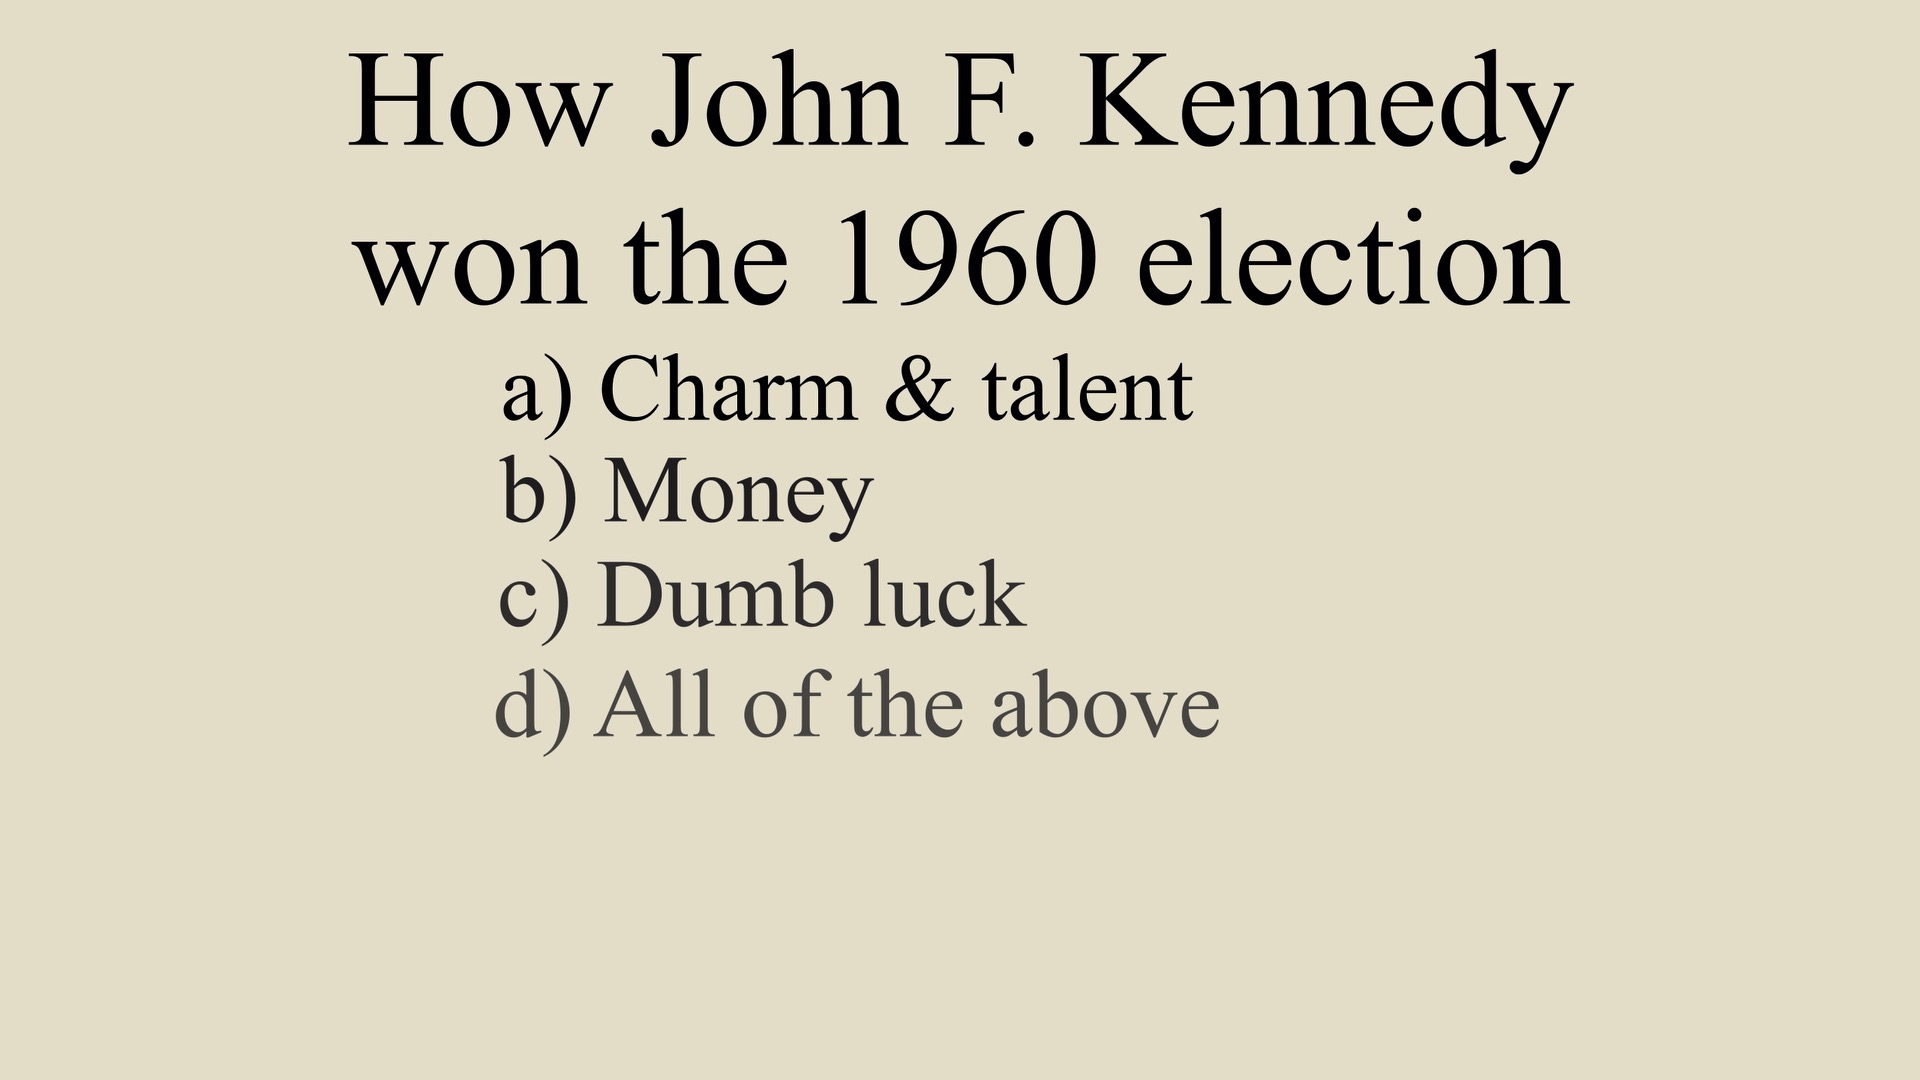 How John F. Kennedy
won the 1960 election
a) Charm & talent
b) Money
c) Dumb luck
d) All of the above